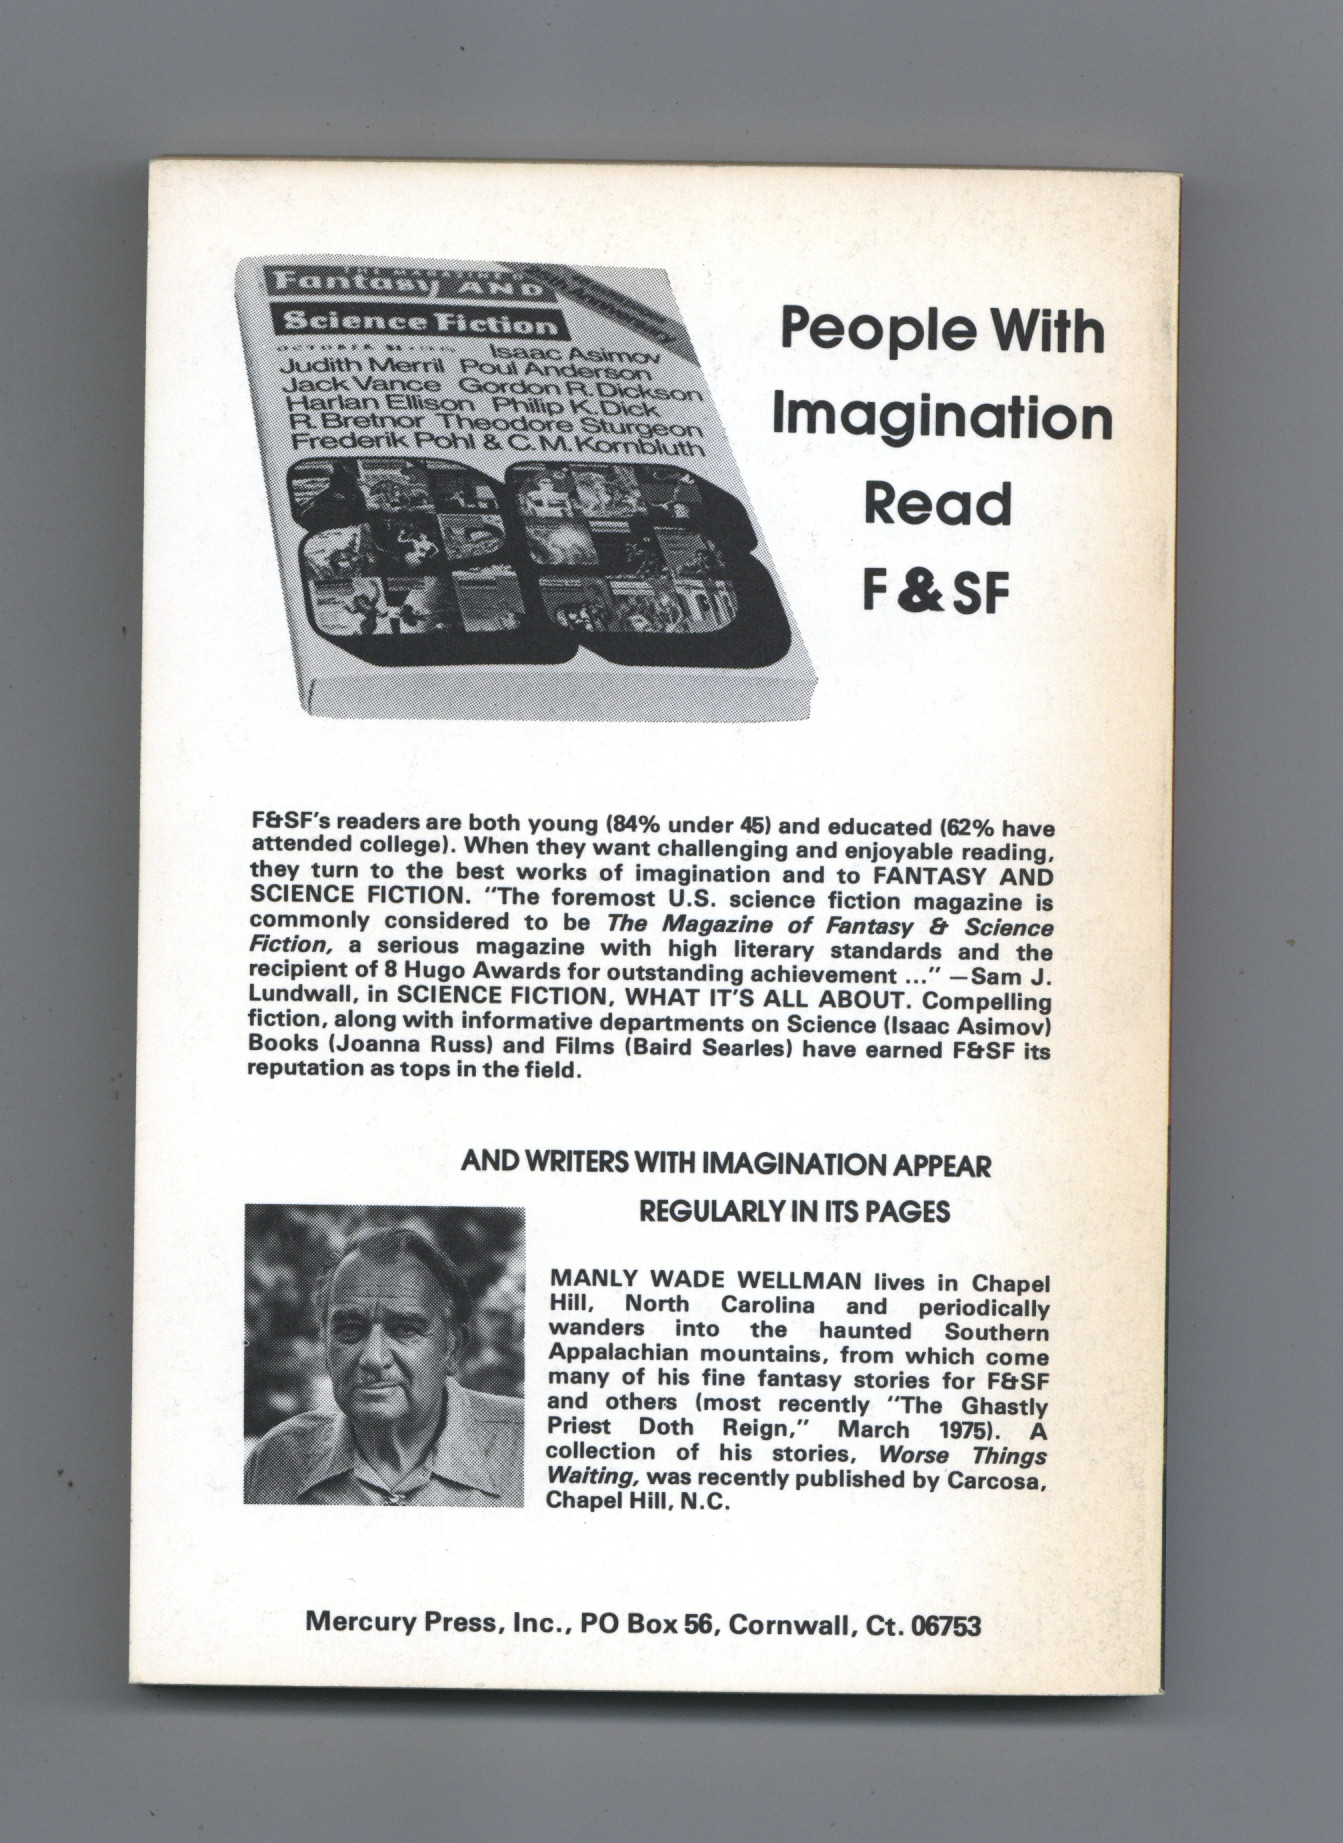 THE MAGAZINE OF
Fantasy AND
Science Fiction
OCTOBER
Anniversary
Isaac Asimov
Judith Merril Poul Anderson
Jack Vance Gordon R. Dickson
Harlan Ellison Philip K. Dick
R. Bretnor Theodore Sturgeon
Frederik Pohl & C. M. Kornbluth
People With
Imagination
Read
F & SF
F&SF's readers are both young (84% under 45) and educated (62% have
attended college). When they want challenging and enjoyable reading,
they turn to the best works of imagination and to FANTASY AND
SCIENCE FICTION. "The foremost U.S. science fiction magazine is
commonly considered to be The Magazine of Fantasy & Science
Fiction, a serious magazine with high literary standards and the
recipient of 8 Hugo Awards for outstanding achievement ..." —Sam J.
Lundwall, in SCIENCE FICTION, WHAT IT'S ALL ABOUT. Compelling
fiction, along with informative departments on Science (Isaac Asimov)
Books (Joanna Russ) and Films (Baird Searles) have earned F&SF its
reputation as tops in the field.
AND WRITERS WITH IMAGINATION APPEAR
REGULARLY IN ITS PAGES
MANLY WADE WELLMAN lives in Chapel
Hill, North Carolina and periodically
wanders into the haunted Southern
Appalachian mountains, from which come
many of his fine fantasy stories for F&SF
and others (most recently "The Ghastly
Priest Doth Reign," March 1975). A
collection of his stories, Worse Things
Waiting, was recently published by Carcosa,
Chapel Hill, N.C.
Mercury Press, Inc., PO Box 56, Cornwall, Ct. 06753